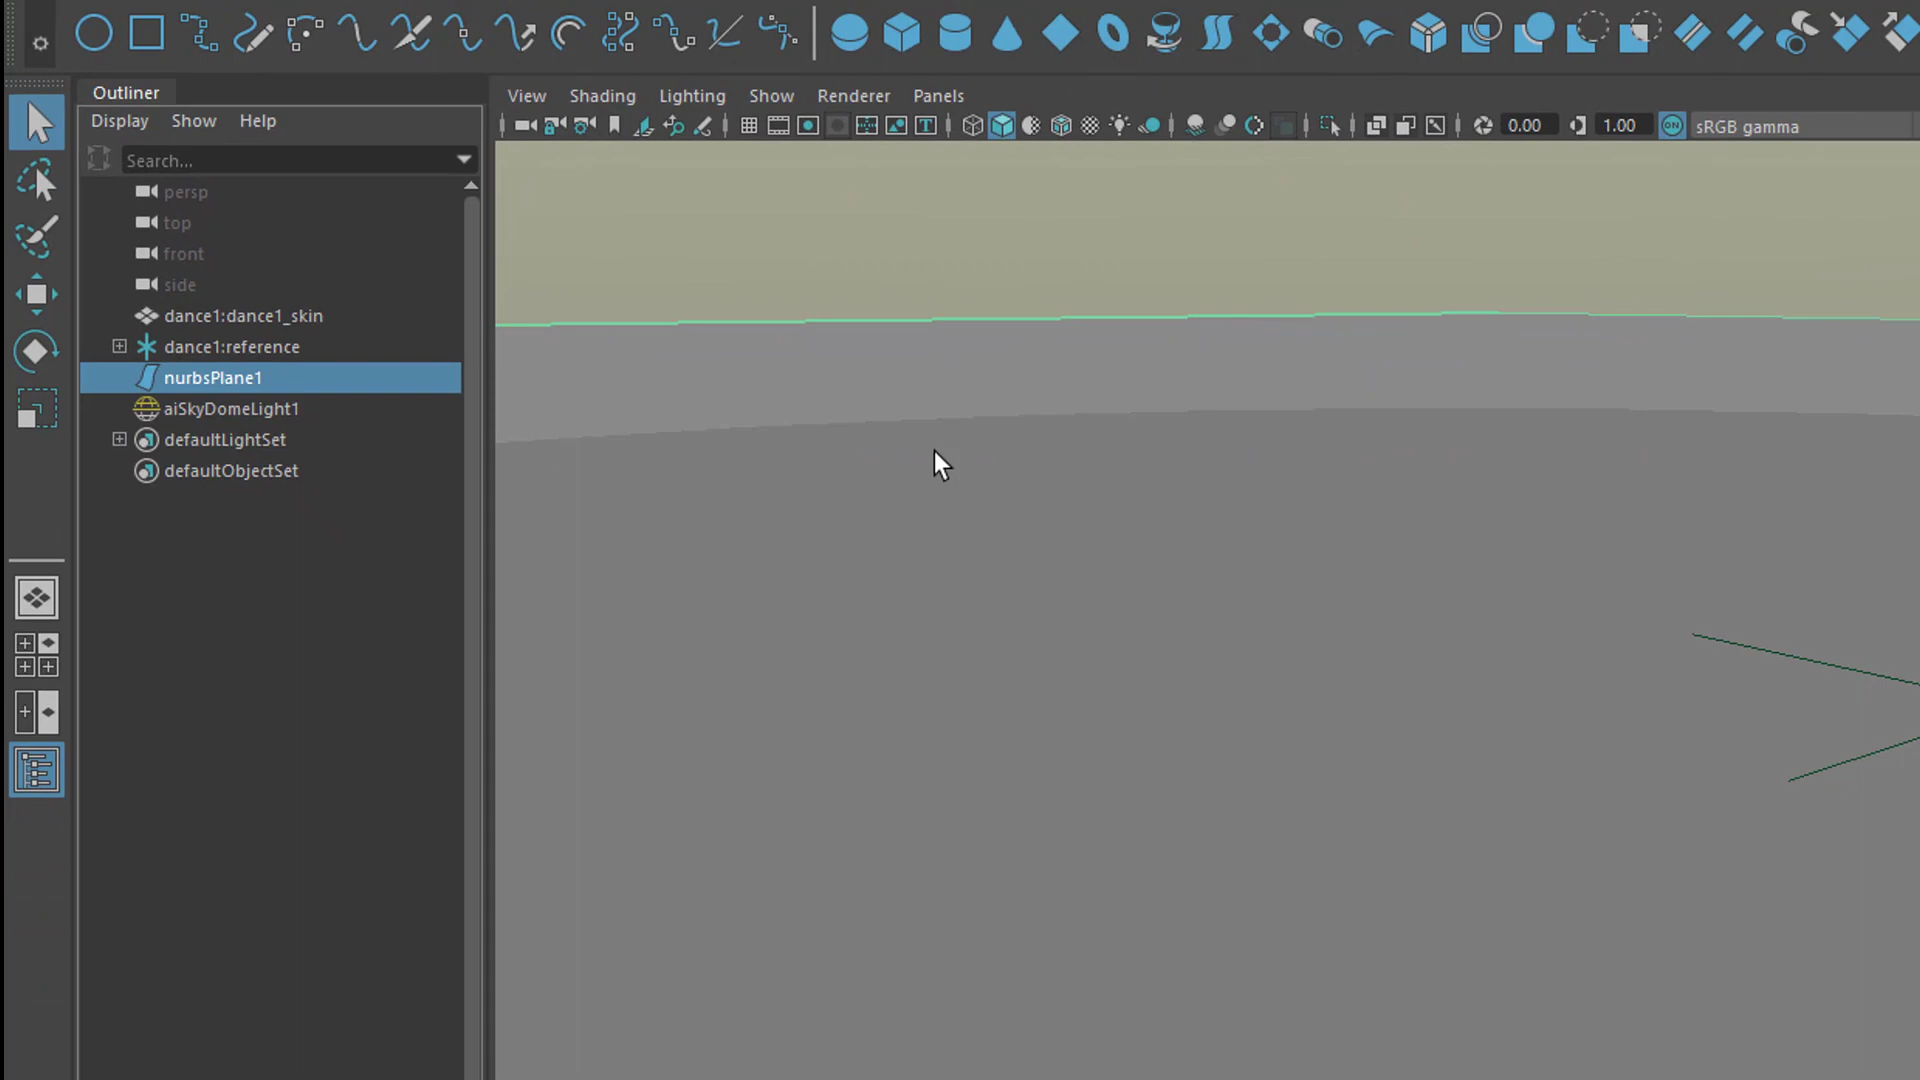 Outliner
Display Show Help
Search...
persp
top
front
side
dance1:dance1_skin
dance1:reference
nurbsPlane1
aiSkyDomeLight1
defaultLightSet
defaultObjectSet
View Shading Lighting Show Renderer Panels
0.00 1.00 ON sRGB gamma